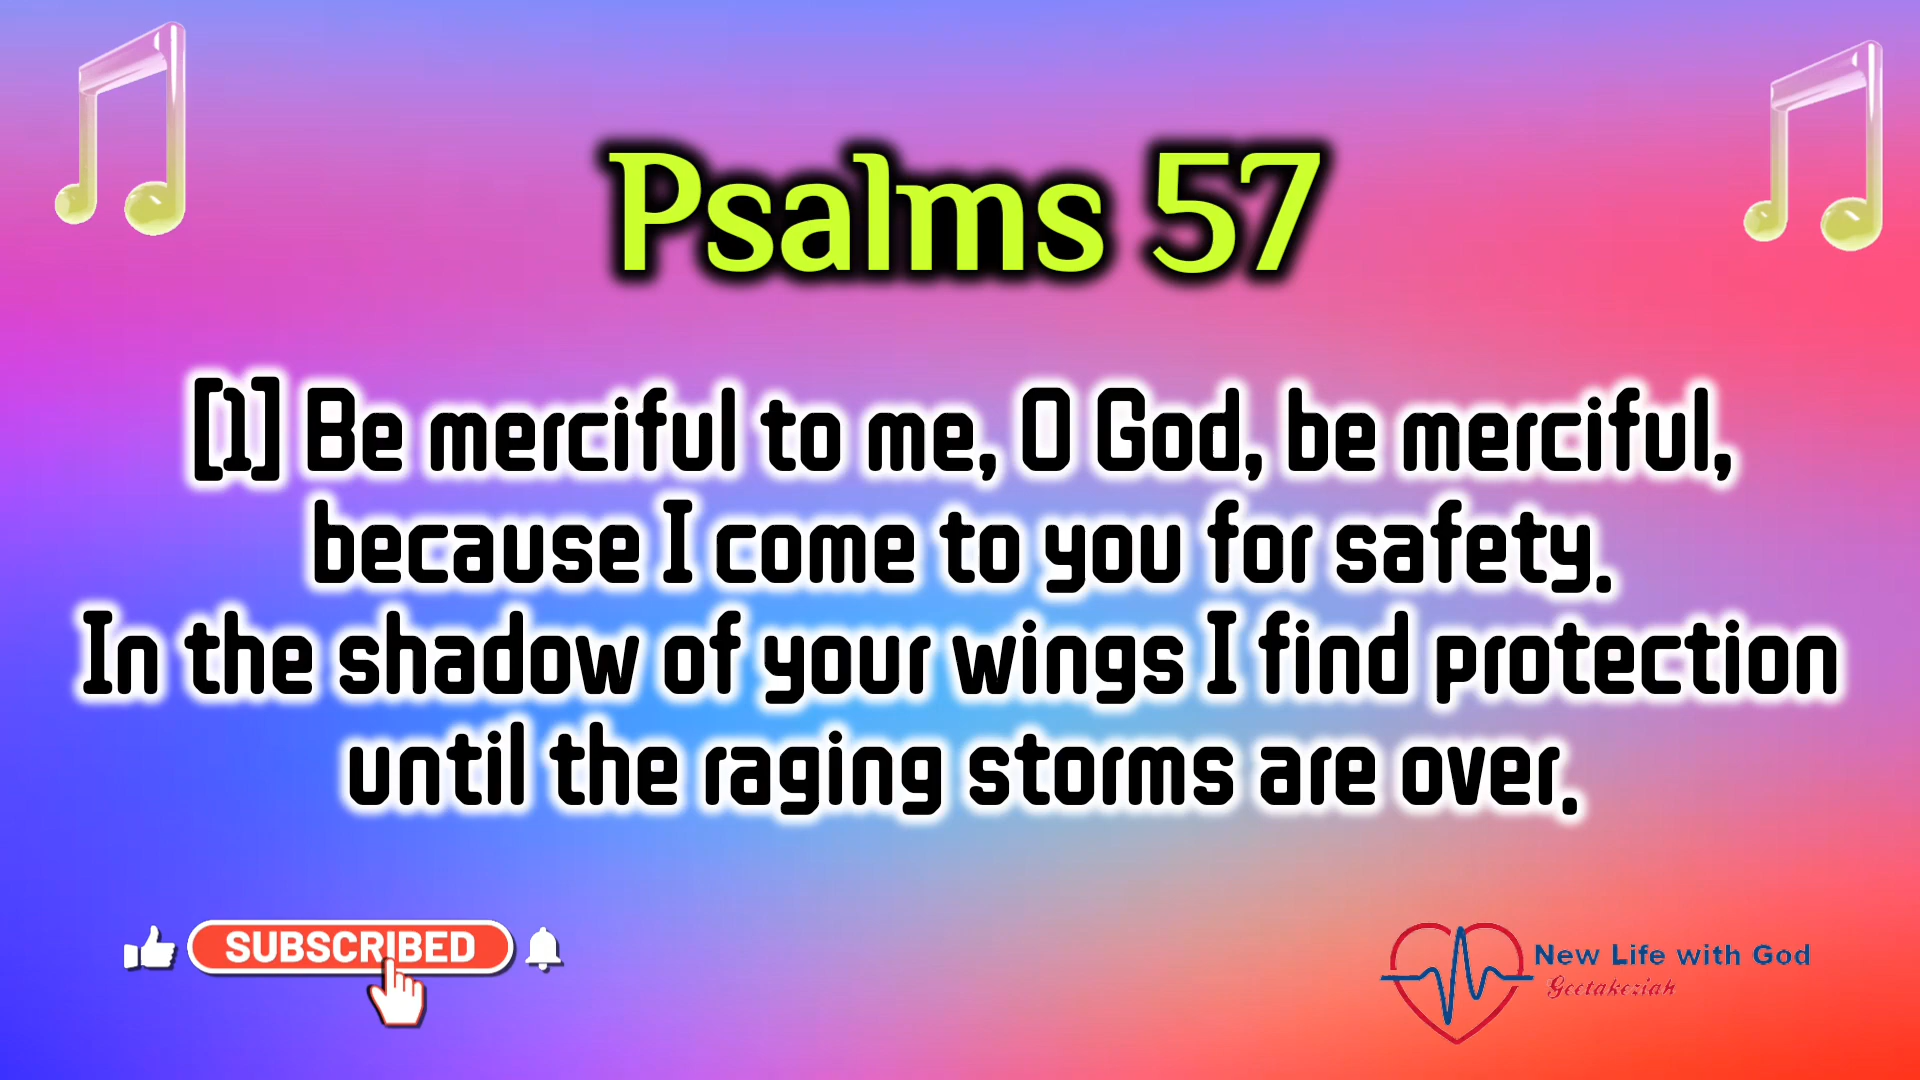 Psalms 57
[1] Be merciful to me, O God, be merciful,
because I come to you for safety.
In the shadow of your wings I find protection
until the raging storms are over.
SUBSCRIBED
New Life with God
Geetakeziah